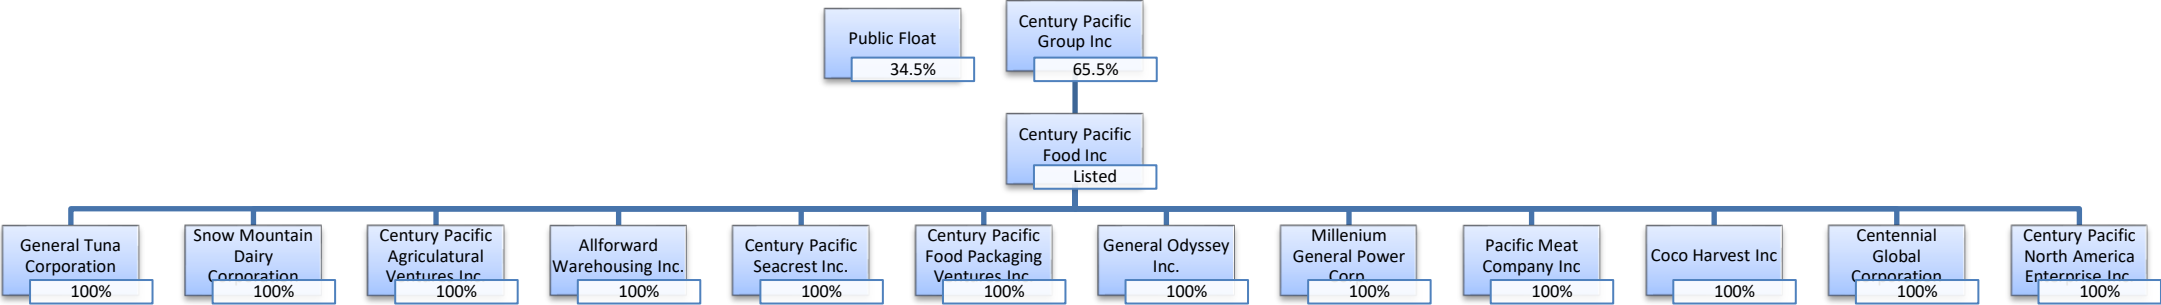 Public Float
34.5%
Century Pacific
Group Inc
65.5%
Century Pacific
Food Inc
Listed
General Tuna
Corporation
100%
Snow Mountain
Dairy
Corporation
100%
Century Pacific
Agriculatural
Ventures Inc.
100%
Allforward
Warehousing Inc.
100%
Century Pacific
Seacrest Inc.
100%
Century Pacific
Food Packaging
Ventures Inc.
100%
General Odyssey
Inc.
100%
Millenium
General Power
Corp.
100%
Pacific Meat
Company Inc
100%
Coco Harvest Inc
100%
Centennial
Global
Corporation
100%
Century Pacific
North America
Enterprise Inc.
100%